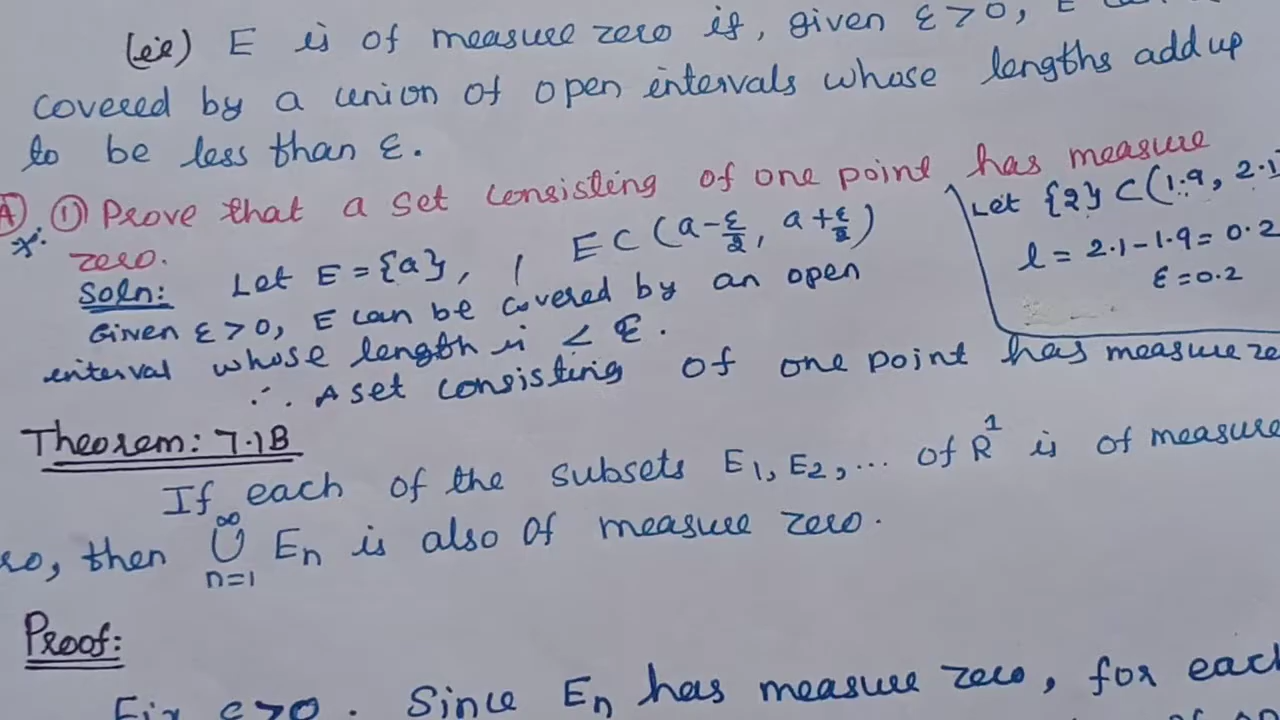 (ie) E is of measure zero if, given ε>0, E
covered by a union of open intervals whose lengths add up
to be less than ε.
A) ① Prove that a set consisting of one point has measure
zero.
Soln: Let E = {a}, E ⊂ (a-ε/2, a+ε/2)
Given ε>0, E can be covered by an open
interval whose length is < ε.
∴ A set consisting of one point has measure ze
Let {2} ⊂ (1.9, 2.1
l = 2.1-1.9 = 0.2
ε=0.2
Theorem: 7.1B
If each of the subsets E₁, E₂, ... of R¹ is of measure
ro, then ∞∪n=1 En is also of measure zero.
Proof:
Fix ε>0. Since En has measure zero, for each